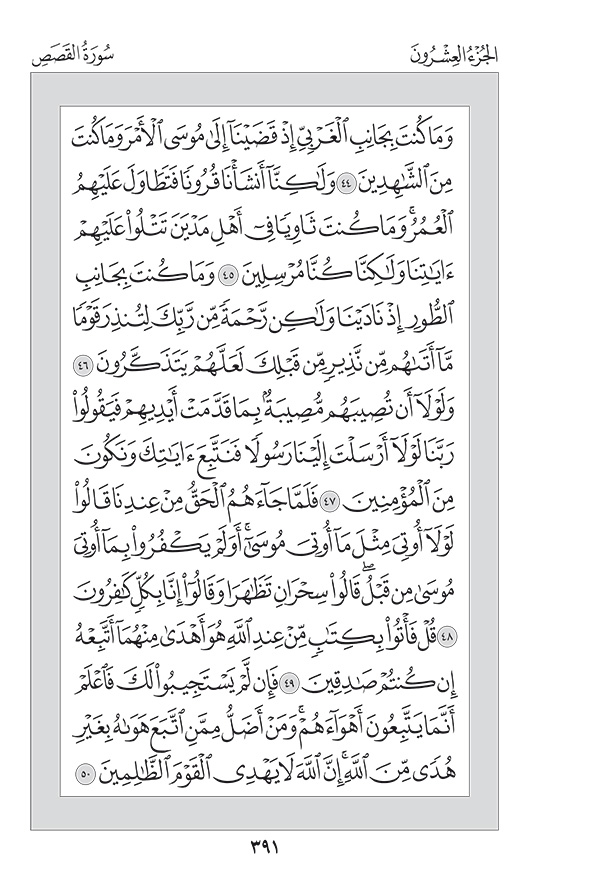 الجُزْءُ العِشْرُونَ
سُورَةُ القَصَصِ
وَمَا كُنتَ بِجَانِبِ ٱلْغَرْبِيِّ إِذْ قَضَيْنَآ إِلَىٰ مُوسَى ٱلْأَمْرَ وَمَا كُنتَ
مِنَ ٱلشَّٰهِدِينَ ٤٤ وَلَٰكِنَّآ أَنشَأْنَا قُرُونًا فَتَطَاوَلَ عَلَيْهِمُ
ٱلْعُمُرُ ۚ وَمَا كُنتَ ثَاوِيًا فِىٓ أَهْلِ مَدْيَنَ تَتْلُوا۟ عَلَيْهِمْ
ءَايَٰتِنَا وَلَٰكِنَّا كُنَّا مُرْسِلِينَ ٤٥ وَمَا كُنتَ بِجَانِبِ
ٱلطُّورِ إِذْ نَادَيْنَا وَلَٰكِن رَّحْمَةً مِّن رَّبِّكَ لِتُنذِرَ قَوْمًا
مَّآ أَتَىٰهُم مِّن نَّذِيرٍ مِّن قَبْلِكَ لَعَلَّهُمْ يَتَذَكَّرُونَ ٤٦
وَلَوْلَآ أَن تُصِيبَهُم مُّصِيبَةٌۢ بِمَا قَدَّمَتْ أَيْدِيهِمْ فَيَقُولُوا۟
رَبَّنَا لَوْلَآ أَرْسَلْتَ إِلَيْنَا رَسُولًا فَنَتَّبِعَ ءَايَٰتِكَ وَنَكُونَ
مِنَ ٱلْمُؤْمِنِينَ ٤٧ فَلَمَّا جَآءَهُمُ ٱلْحَقُّ مِنْ عِندِنَا قَالُوا۟
لَوْلَآ أُوتِىَ مِثْلَ مَآ أُوتِىَ مُوسَىٰٓ ۚ أَوَلَمْ يَكْفُرُوا۟ بِمَآ أُوتِىَ
مُوسَىٰ مِن قَبْلُ ۖ قَالُوا۟ سِحْرَانِ تَظَٰهَرَا وَقَالُوٓا۟ إِنَّا بِكُلٍّ كَٰفِرُونَ
٤٨ قُلْ فَأْتُوا۟ بِكِتَٰبٍ مِّنْ عِندِ ٱللَّهِ هُوَ أَهْدَىٰ مِنْهُمَآ أَتَّبِعْهُ
إِن كُنتُمْ صَٰدِقِينَ ٤٩ فَإِن لَّمْ يَسْتَجِيبُوا۟ لَكَ فَٱعْلَمْ
أَنَّمَا يَتَّبِعُونَ أَهْوَآءَهُمْ ۚ وَمَنْ أَضَلُّ مِمَّنِ ٱتَّبَعَ هَوَىٰهُ بِغَيْرِ
هُدًى مِّنَ ٱللَّهِ ۚ إِنَّ ٱللَّهَ لَا يَهْدِى ٱلْقَوْمَ ٱلظَّٰلِمِينَ ٥٠
٣٩١